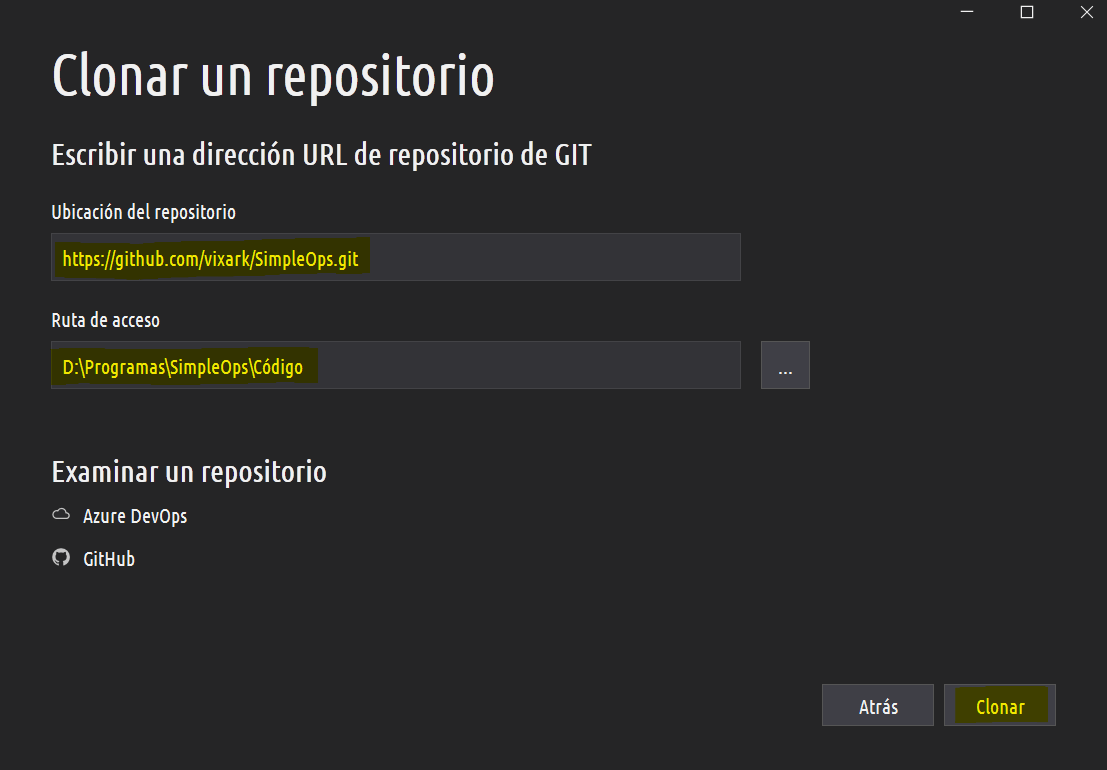 Clonar un repositorio
Escribir una dirección URL de repositorio de GIT
Ubicación del repositorio
https://github.com/vixark/SimpleOps.git
Ruta de acceso
D:\Programas\SimpleOps\Código
...
Examinar un repositorio
Azure DevOps
GitHub
Atrás
Clonar